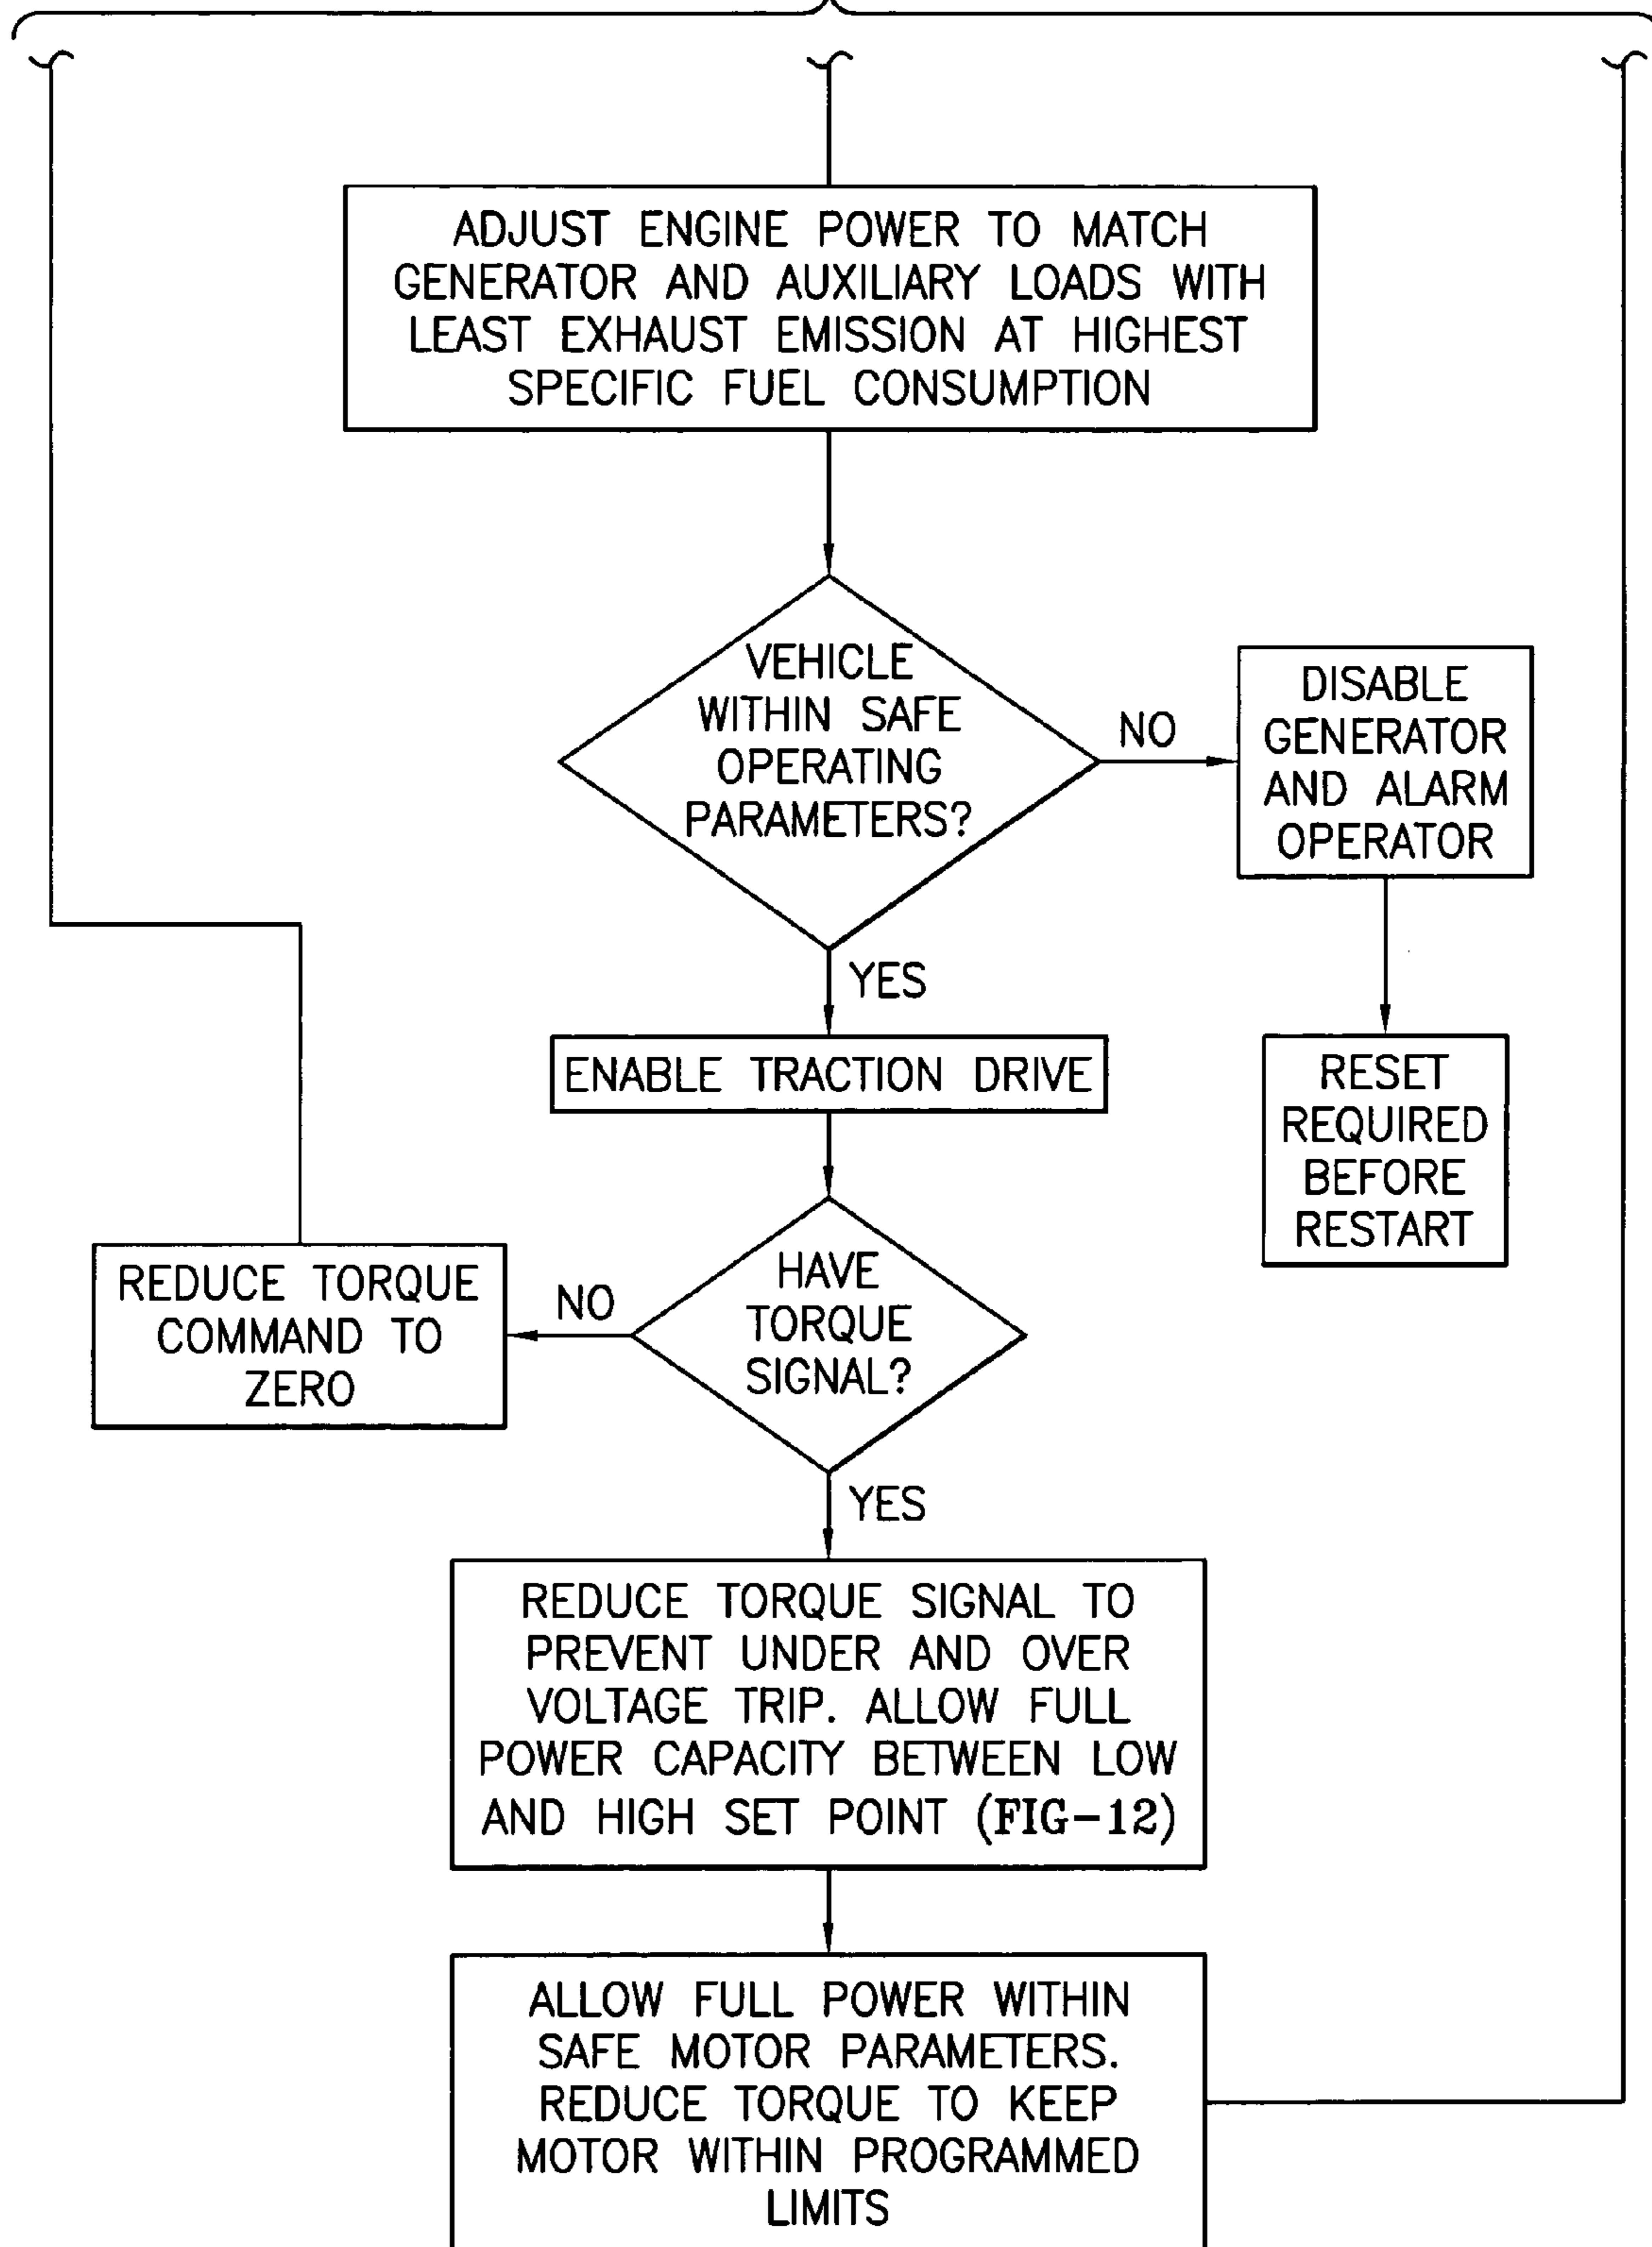 ADJUST ENGINE POWER TO MATCH
GENERATOR AND AUXILIARY LOADS WITH
LEAST EXHAUST EMISSION AT HIGHEST
SPECIFIC FUEL CONSUMPTION
VEHICLE
WITHIN SAFE
OPERATING
PARAMETERS?
NO
DISABLE
GENERATOR
AND ALARM
OPERATOR
YES
ENABLE TRACTION DRIVE
RESET
REQUIRED
BEFORE
RESTART
HAVE
TORQUE
SIGNAL?
NO
REDUCE TORQUE
COMMAND TO
ZERO
YES
REDUCE TORQUE SIGNAL TO
PREVENT UNDER AND OVER
VOLTAGE TRIP. ALLOW FULL
POWER CAPACITY BETWEEN LOW
AND HIGH SET POINT (FIG-12)
ALLOW FULL POWER WITHIN
SAFE MOTOR PARAMETERS.
REDUCE TORQUE TO KEEP
MOTOR WITHIN PROGRAMMED
LIMITS